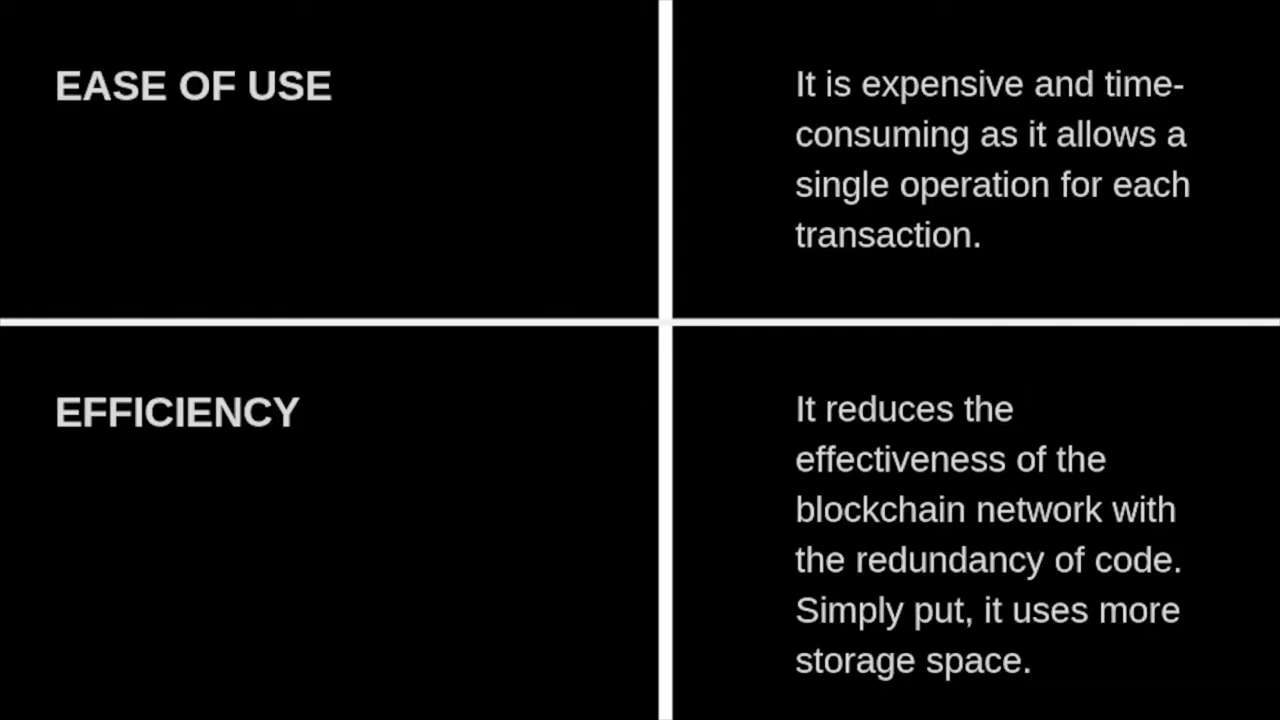 EASE OF USE
It is expensive and time-
consuming as it allows a
single operation for each
transaction.
EFFICIENCY
It reduces the
effectiveness of the
blockchain network with
the redundancy of code.
Simply put, it uses more
storage space.